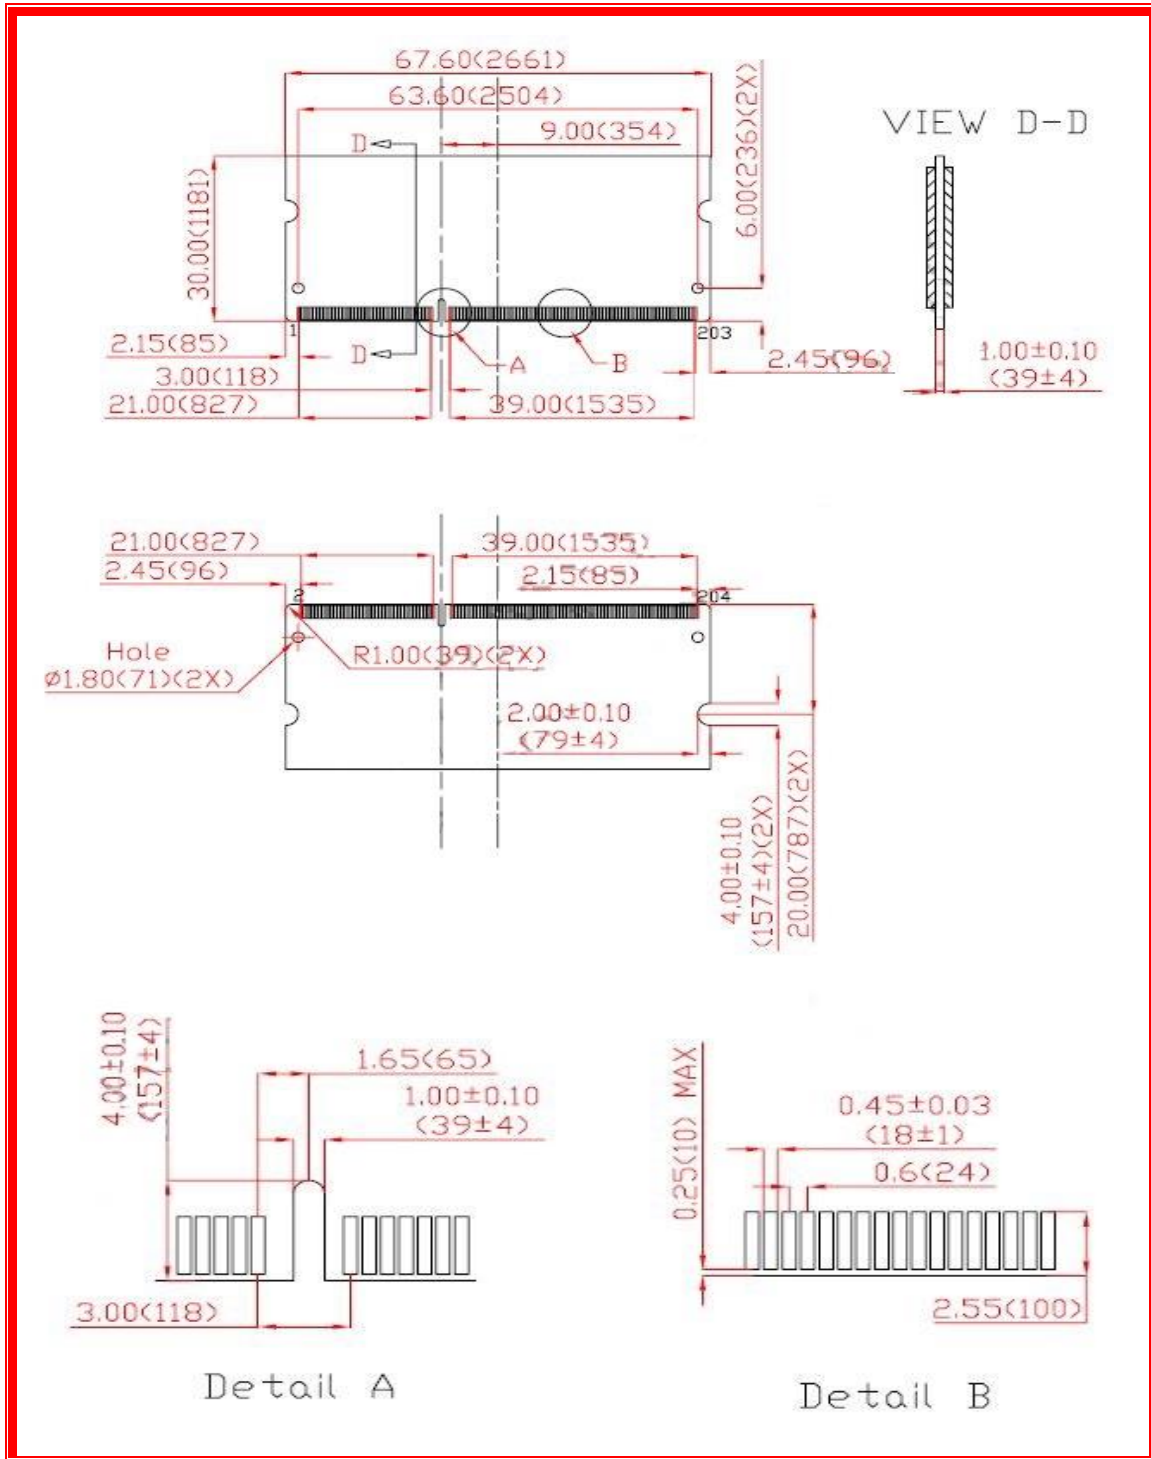 67.60(2661)
63.60(2504)
9.00(354)
D
6.00(236)(2X)
30.00(1181)
1
203
2.15(85)
D
A
B
2.45(96)
3.00(118)
21.00(827)
39.00(1535)
VIEW D-D
1.00±0.10
(39±4)
21.00(827)
39.00(1535)
2.45(96)
2.15(85)
2
204
Hole
Ø1.80(71)(2X)
R1.00(39)(2X)
2.00±0.10
(79±4)
4.00±0.10
(157±4)(2X)
20.00(787)(2X)
4.00±0.10
(157±4)
1.65(65)
1.00±0.10
(39±4)
3.00(118)
Detail A
0.25(10) MAX
0.45±0.03
(18±1)
0.6(24)
2.55(100)
Detail B